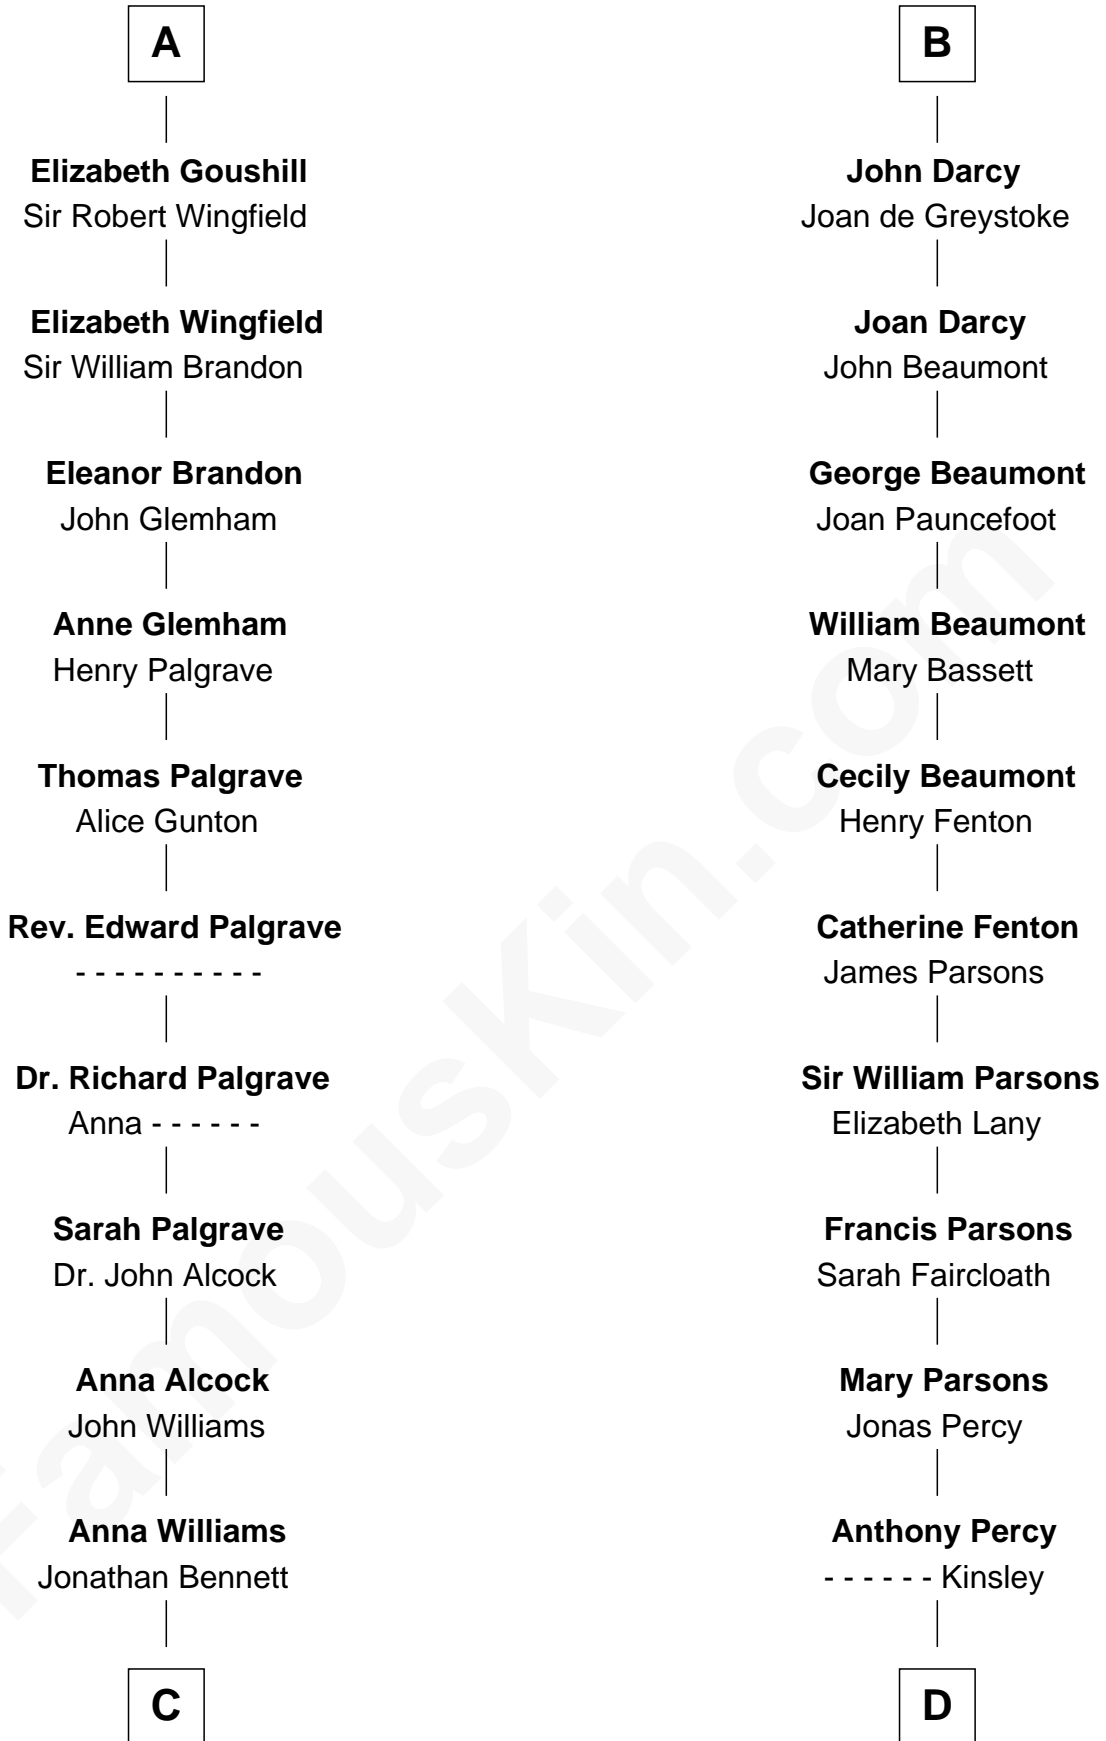 A
Elizabeth Goushill
Sir Robert Wingfield
Elizabeth Wingfield
Sir William Brandon
Eleanor Brandon
John Glemham
Anne Glemham
Henry Palgrave
Thomas Palgrave
Alice Gunton
Rev. Edward Palgrave
- - - - - - - - - -
Dr. Richard Palgrave
Anna - - - - - -
Sarah Palgrave
Dr. John Alcock
Anna Alcock
John Williams
Anna Williams
Jonathan Bennett
C
B
John Darcy
Joan de Greystoke
Joan Darcy
John Beaumont
George Beaumont
Joan Pauncefoot
William Beaumont
Mary Bassett
Cecily Beaumont
Henry Fenton
Catherine Fenton
James Parsons
Sir William Parsons
Elizabeth Lany
Francis Parsons
Sarah Faircloath
Mary Parsons
Jonas Percy
Anthony Percy
- - - - - - Kinsley
D
FamousKin.com